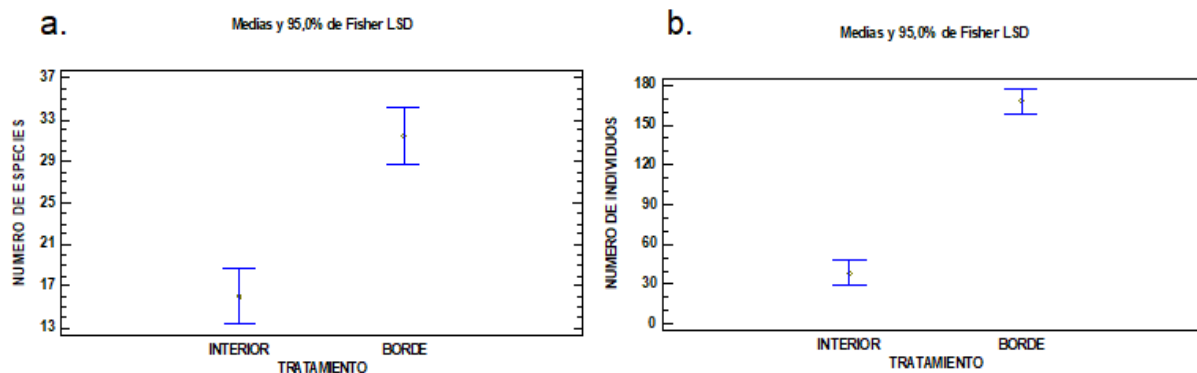 a.
Medias y 95,0% de Fisher LSD
NUMERO DE ESPECIES
37
33
29
25
21
17
13
INTERIOR BORDE
TRATAMIENTO
b.
Medias y 95,0% de Fisher LSD
NUMERO DE INDIVIDUOS
180
150
120
90
60
30
0
INTERIOR BORDE
TRATAMIENTO